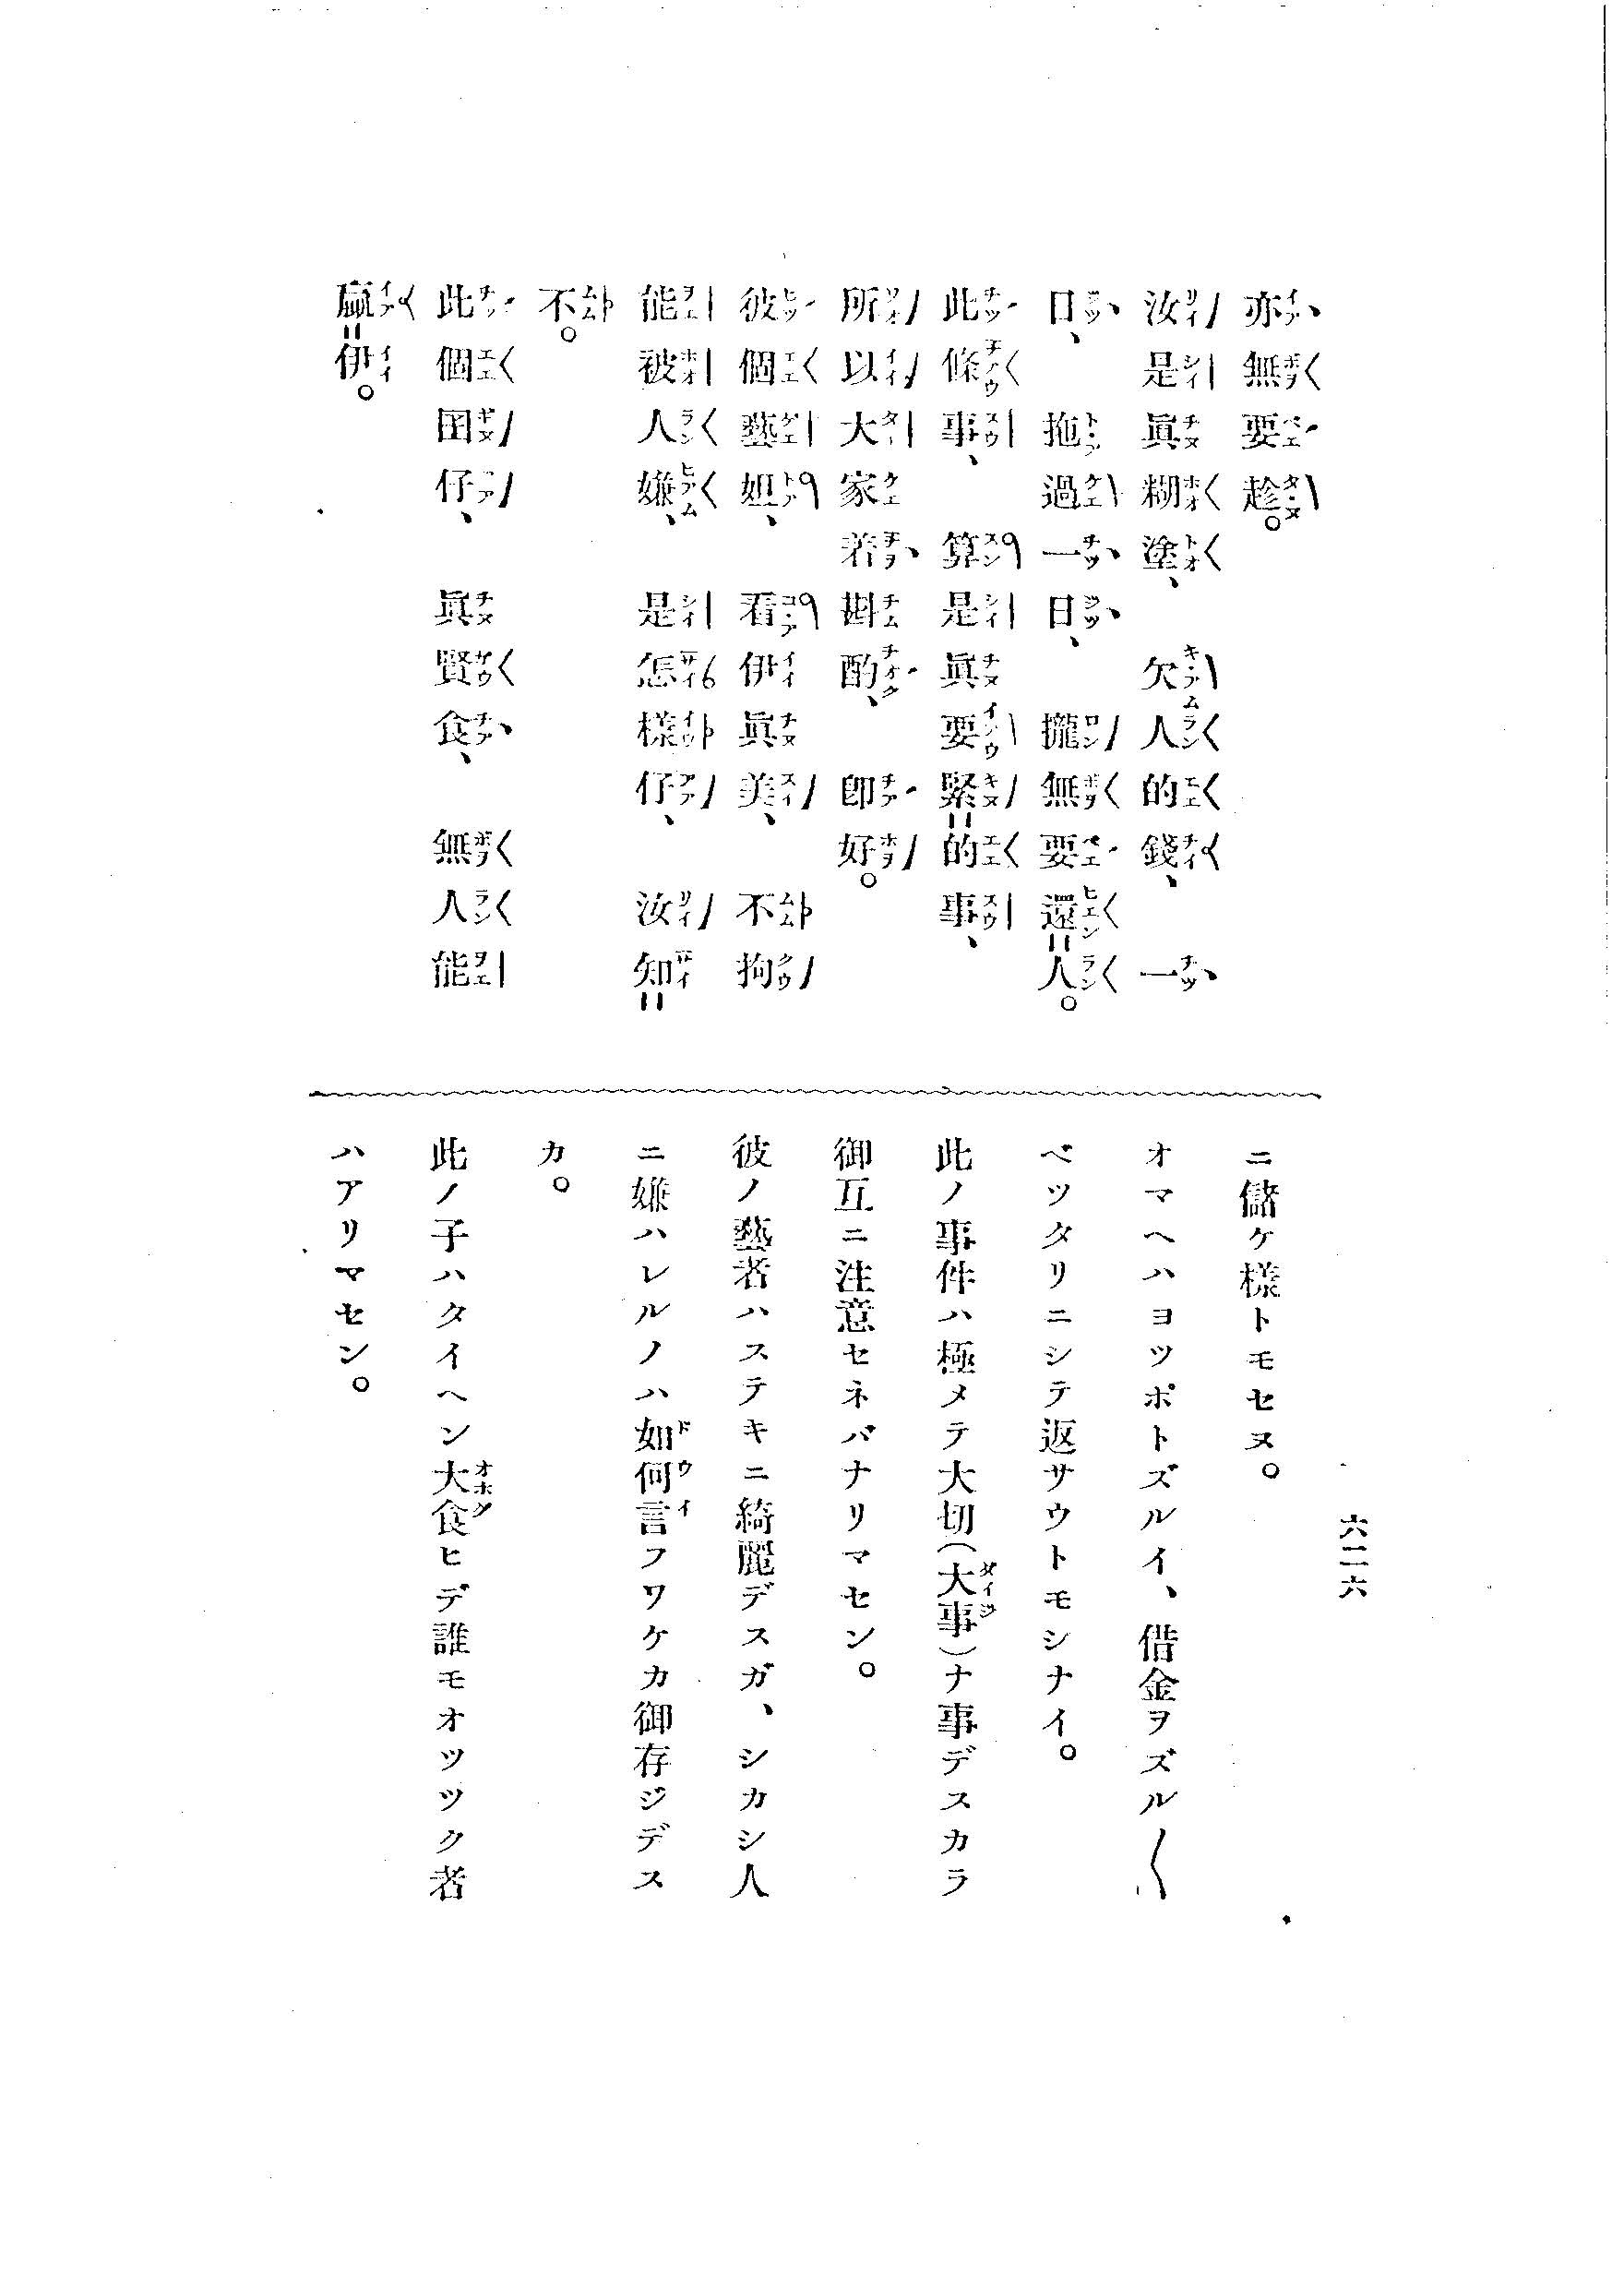 亦無要趁。
汝是眞糊塗、欠人的錢、一
日、拖過一日、攏無要還＝人。
此條事、算是眞要緊＝的事、
所以大家著斟酌、卽好。
彼個藝妲、看伊眞美、不拘
能被人嫌、是怎樣仔、汝知＝
不。
此個囝仔、眞賢食、無人能
贏＝伊。
六二六
ニ儲ケ樣トモセヌ。
オマヘハヨツポトズルイ、借金ヲズル〱
ベツタリニシテ返サウトモシナイ。
此ノ事件ハ極メテ大切(大事)ナ事デスカラ
御互ニ注意セネバナリマセン。
彼ノ藝者ハステキニ綺麗デスガ、シカシ人
ニ嫌ハレルノハ如何言フワケカ御存ジデス
カ。
此ノ子ハタイヘン大食ヒデ誰モオツツク者
ハアリマセン。